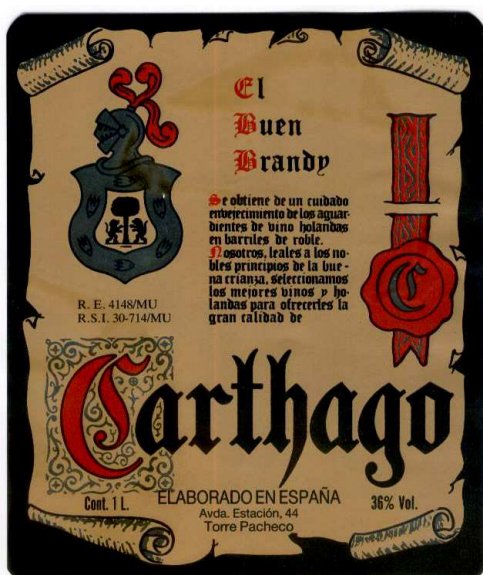 El
Buen
Brandy
Se obtiene de un cuidado
envejecimiento de los aguar-
dientes de vino holandas
en barriles de roble.
Nosotros, leales a los no-
bles principios de la bue-
na crianza, seleccionamos
los mejores vinos y ho-
landas para ofrecerles la
gran calidad de
R. E. 4148/MU
R.S.I. 30-714/MU
C
Carthago
Cont. 1 L.
ELABORADO EN ESPAÑA
36% Vol.
Avda. Estación, 44
Torre Pacheco